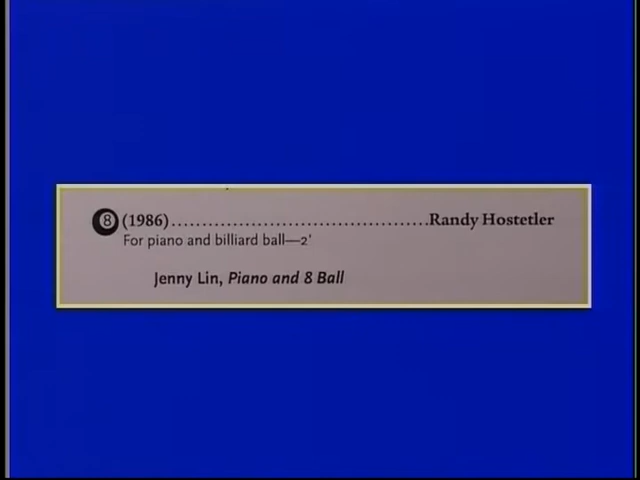 8 (1986)........................................Randy Hostetler
For piano and billiard ball—2'
Jenny Lin, Piano and 8 Ball